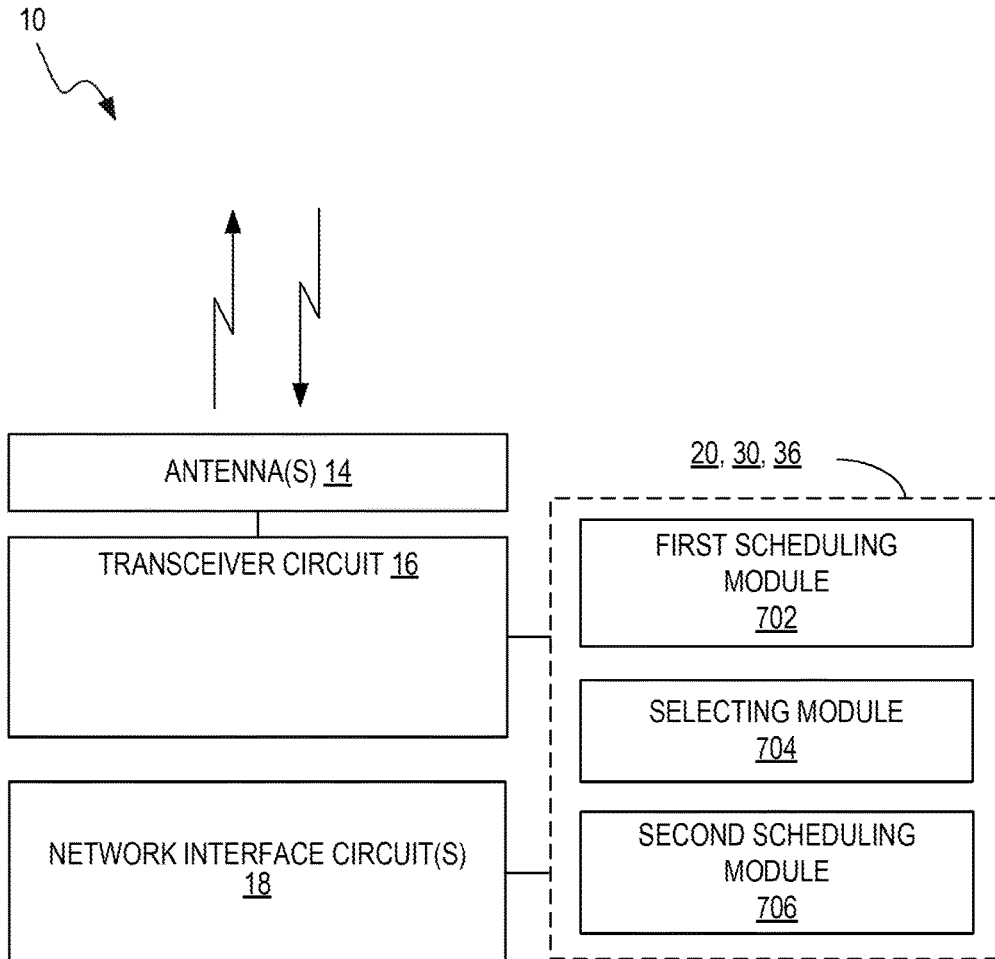 10
ANTENNA(S) 14
20, 30, 36
TRANSCEIVER CIRCUIT 16
FIRST SCHEDULING
MODULE
702
SELECTING MODULE
704
NETWORK INTERFACE CIRCUIT(S)
18
SECOND SCHEDULING
MODULE
706